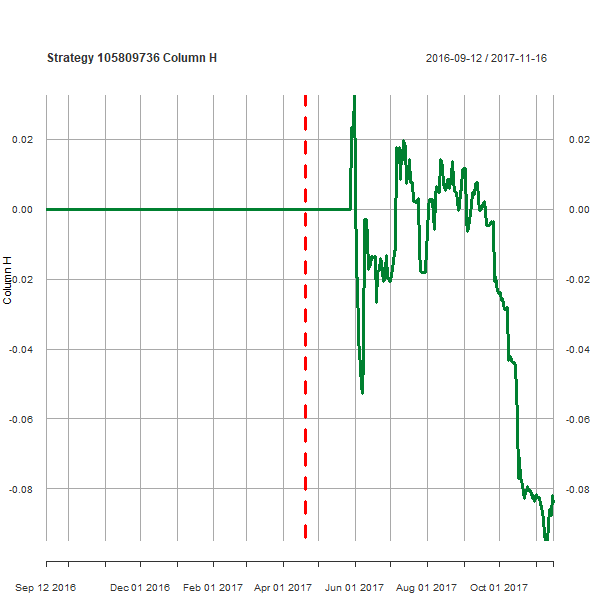 Strategy 105809736 Column H
2016-09-12 / 2017-11-16
0.02
0.02
0.00
0.00
-0.02
-0.02
Column H
-0.04
-0.04
-0.06
-0.06
-0.08
-0.08
Sep 12 2016
Dec 01 2016
Feb 01 2017
Apr 01 2017
Jun 01 2017
Aug 01 2017
Oct 01 2017